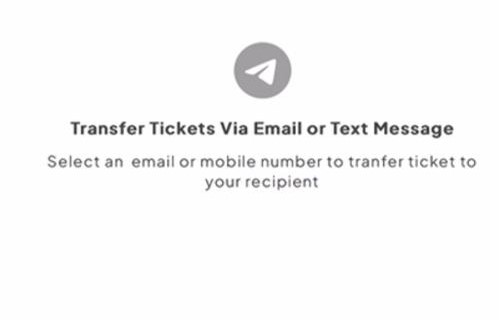 Transfer Tickets Via Email or Text Message
Select an email or mobile number to tranfer ticket to
your recipient